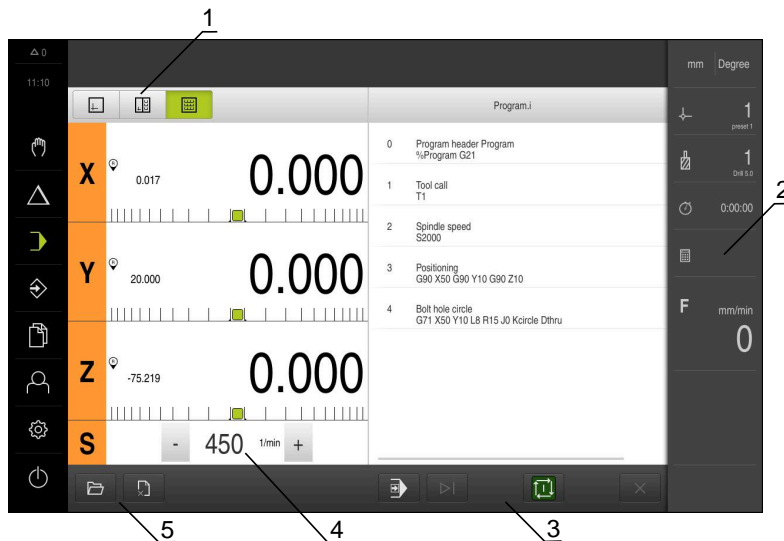 1
0
11:10
mm Degree
Program.i
1
preset 1
0 Program header Program
%Program G21
X R 0.017 0.000
1
Drill 5.0
1 Tool call
T1
2
0:00:00
2 Spindle speed
S2000
Y R 20.000 0.000
3 Positioning
G90 X50 G90 Y10 G90 Z10
4 Bolt hole circle
G71 X50 Y10 L8 R15 J0 Kcircle Dthru
F mm/min
0
Z R -75.219 0.000
S - 450 1/min +
5
4
3